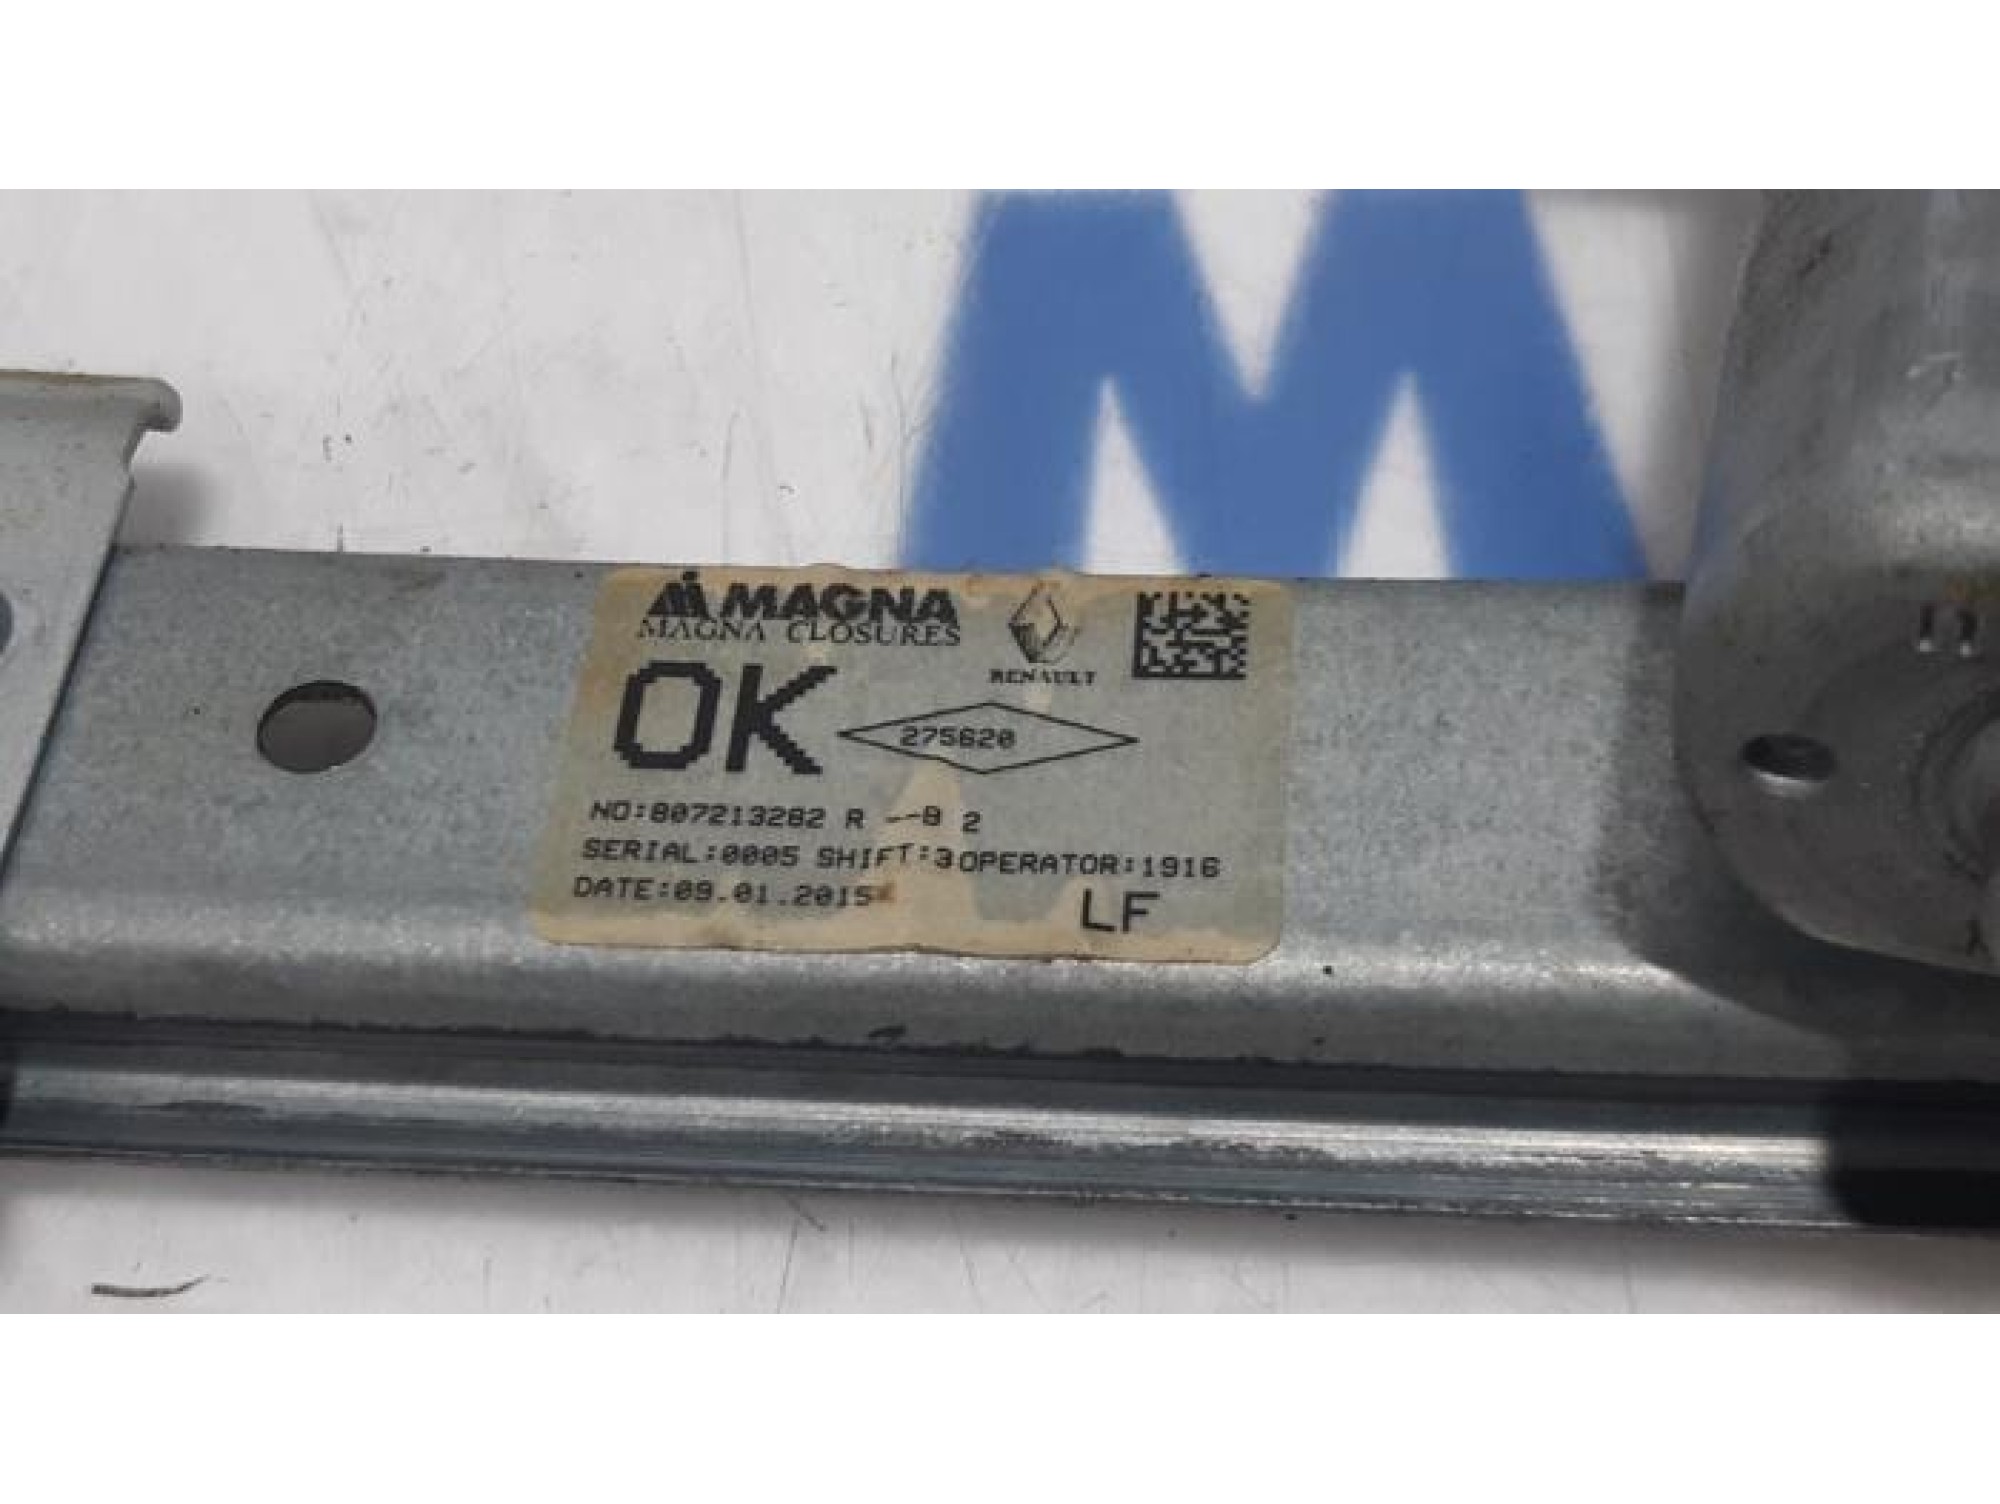 MAGNA
MAGNA CLOSURES
RENAULT
OK
275620
NO:807213282 R --B 2
SERIAL:0005 SHIFT:3 OPERATOR:1916
DATE:09.01.2015
LF